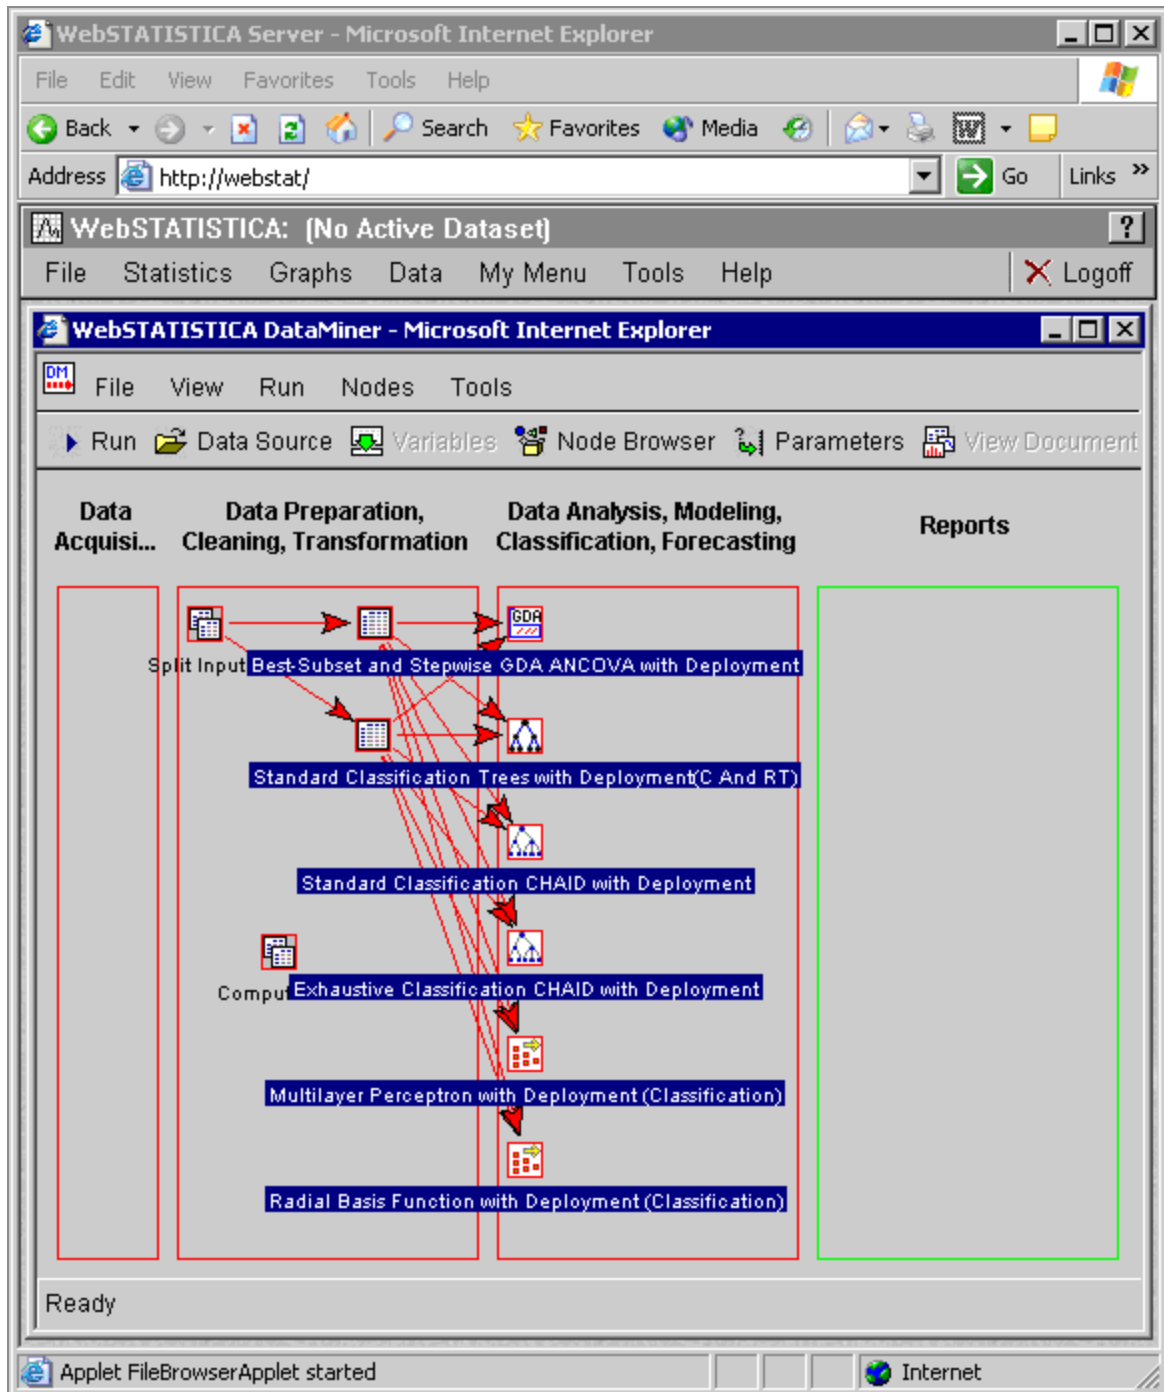 WebSTATISTICA Server - Microsoft Internet Explorer
File Edit View Favorites Tools Help
Back Search Favorites Media W
Address http://webstat/ Go Links »
WebSTATISTICA: (No Active Dataset) ?
File Statistics Graphs Data My Menu Tools Help Logoff
WebSTATISTICA DataMiner - Microsoft Internet Explorer
DM File View Run Nodes Tools
Run Data Source Variables Node Browser Parameters View Document
Data Acquisi...
Data Preparation,
Cleaning, Transformation
Data Analysis, Modeling,
Classification, Forecasting
Reports
GDA
Split Input
Best-Subset and Stepwise GDA ANCOVA with Deployment
Standard Classification Trees with Deployment(C And RT)
Standard Classification CHAID with Deployment
Exhaustive Classification CHAID with Deployment
Multilayer Perceptron with Deployment (Classification)
Radial Basis Function with Deployment (Classification)
Ready
Applet FileBrowserApplet started Internet